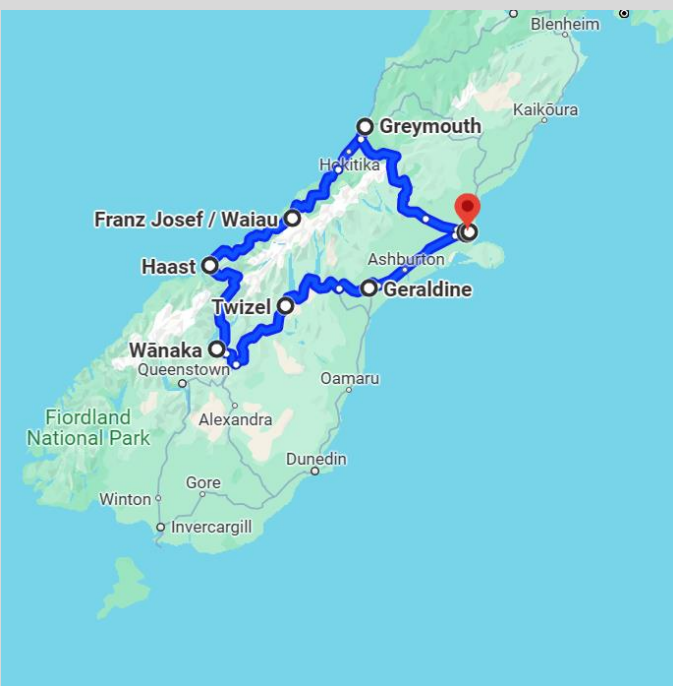 Blenheim
Kaikōura
Greymouth
Hokitika
Franz Josef / Waiau
Haast
Ashburton
Geraldine
Twizel
Wānaka
Queenstown
Oamaru
Alexandra
Fiordland
National Park
Dunedin
Gore
Winton
Invercargill